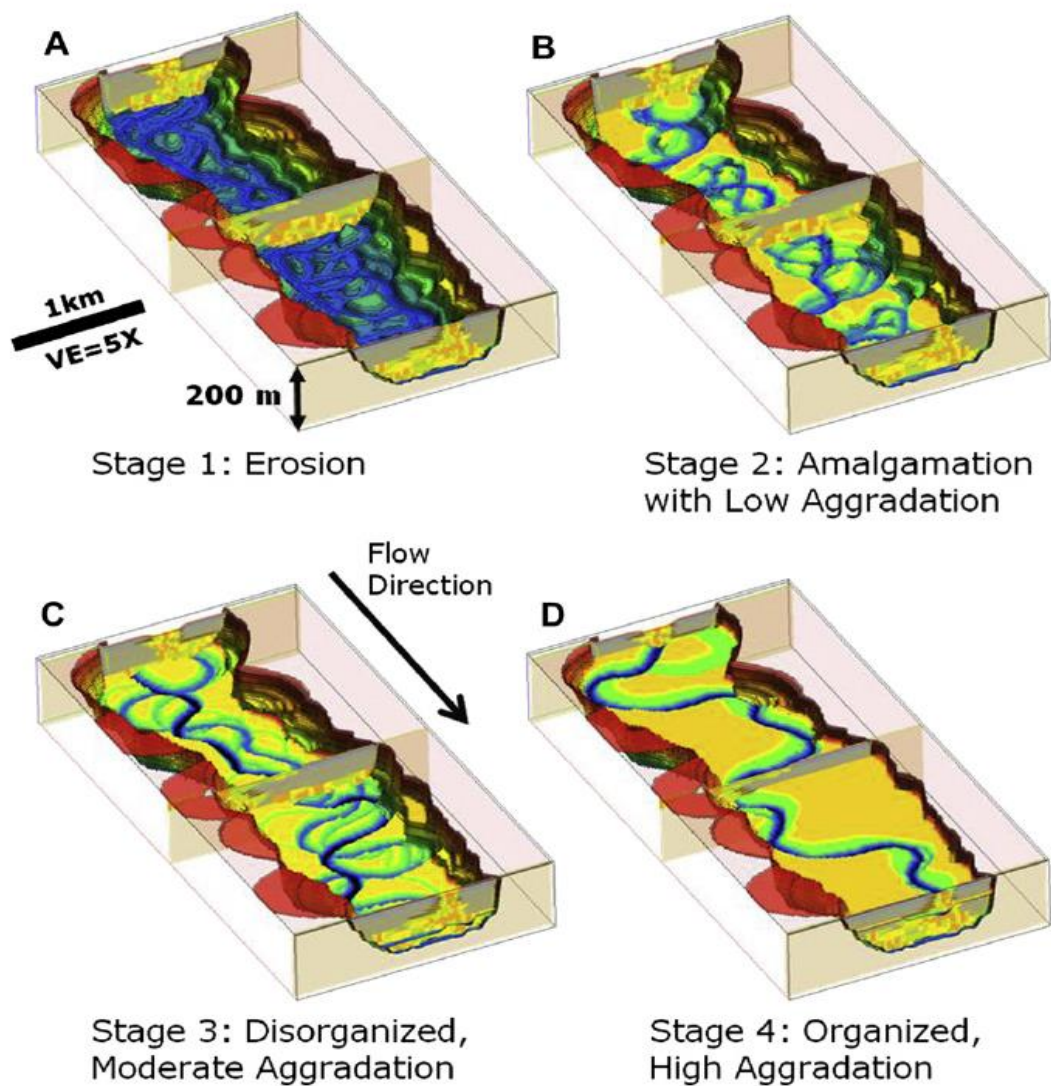 A
B
1km
VE=5X
200 m
Stage 1: Erosion
Stage 2: Amalgamation
with Low Aggradation
Flow
Direction
C
D
Stage 3: Disorganized,
Moderate Aggradation
Stage 4: Organized,
High Aggradation